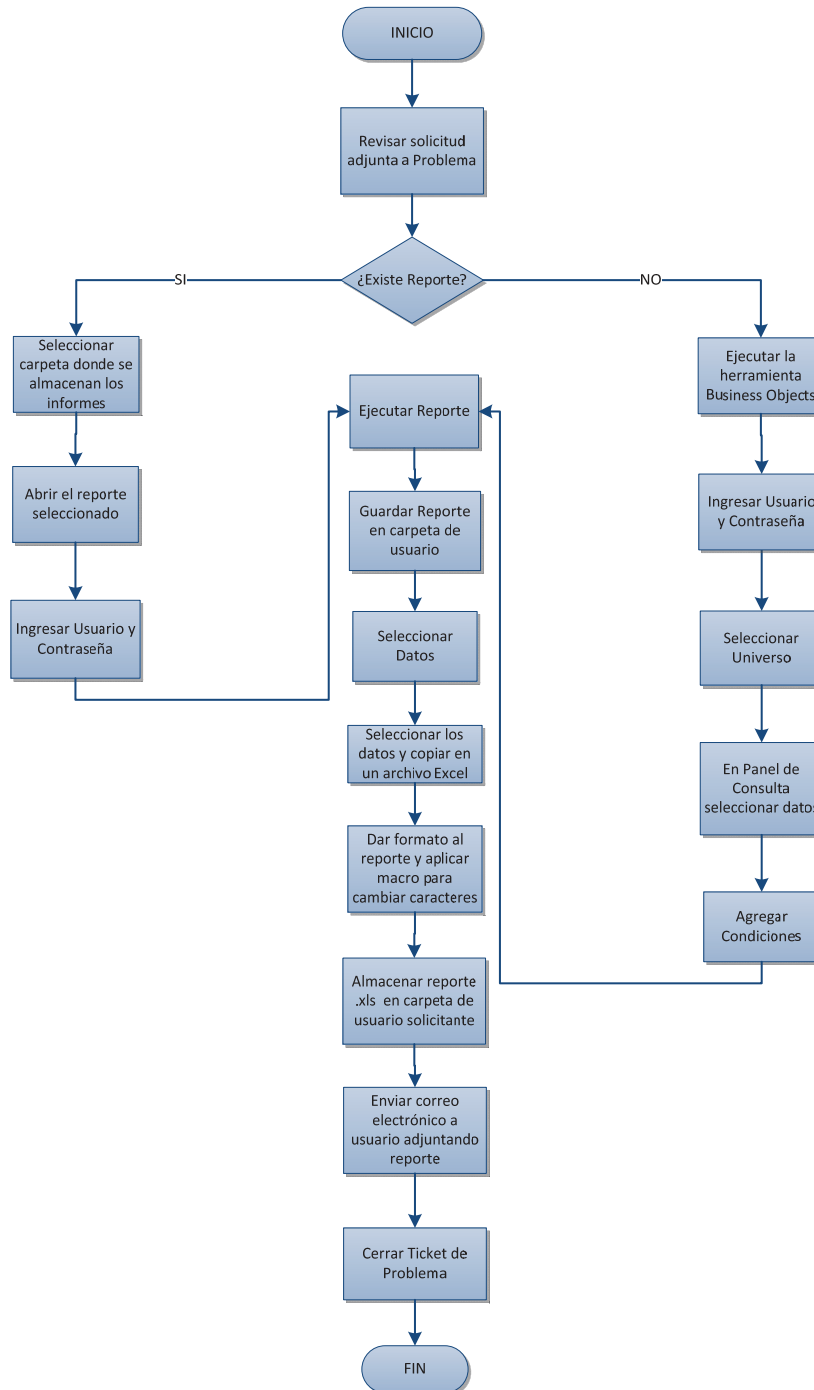 INICIO
Revisar solicitud
adjunta a Problema
¿Existe Reporte?
SI
NO
Seleccionar
carpeta donde se
almacenan los
informes
Abrir el reporte
seleccionado
Ingresar Usuario y
Contraseña
Ejecutar la
herramienta
Business Objects
Ingresar Usuario
y Contraseña
Seleccionar
Universo
En Panel de
Consulta
seleccionar datos
Agregar
Condiciones
Ejecutar Reporte
Guardar Reporte
en carpeta de
usuario
Seleccionar
Datos
Seleccionar los
datos y copiar en
un archivo Excel
Dar formato al
reporte y aplicar
macro para
cambiar caracteres
Almacenar reporte
.xls en carpeta de
usuario solicitante
Enviar correo
electrónico a
usuario adjuntando
reporte
Cerrar Ticket de
Problema
FIN